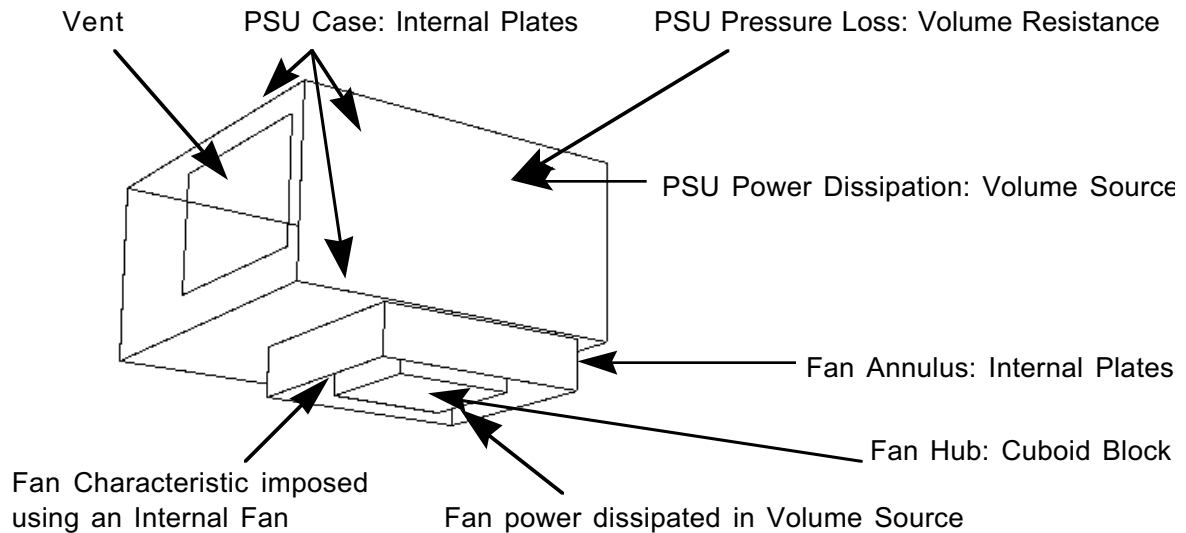 Vent
PSU Case: Internal Plates
PSU Pressure Loss: Volume Resistance
PSU Power Dissipation: Volume Source
Fan Annulus: Internal Plates
Fan Hub: Cuboid Block
Fan Characteristic imposed
using an Internal Fan
Fan power dissipated in Volume Source